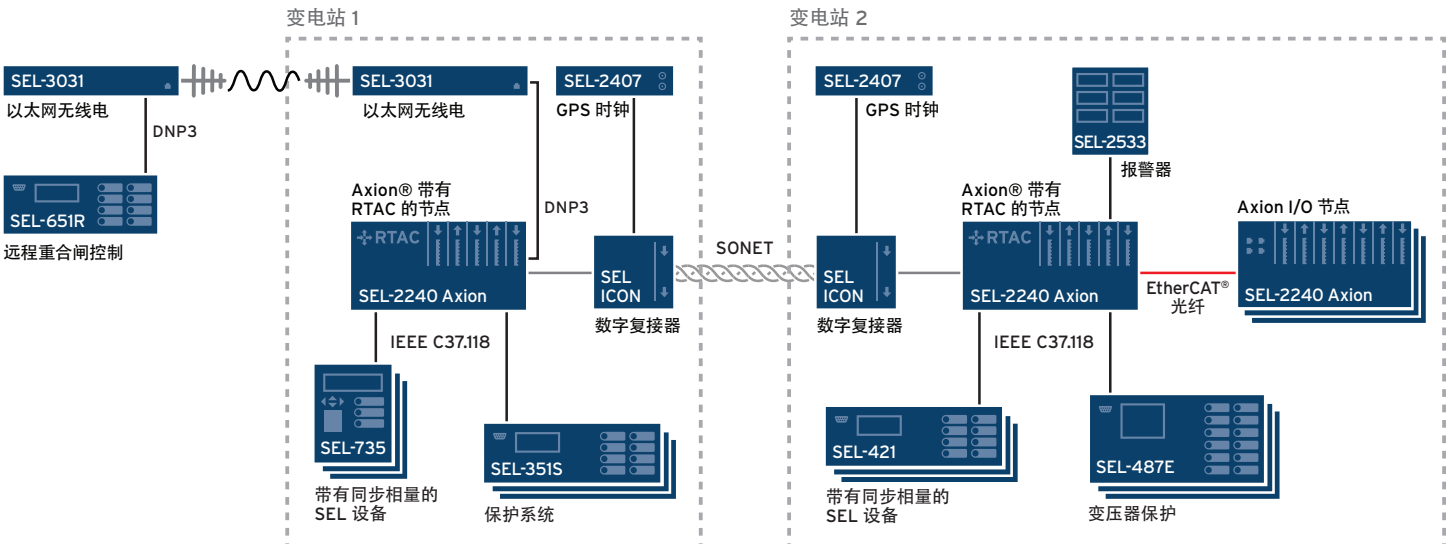 变电站 1
变电站 2
SEL-3031
以太网无线电
DNP3
SEL-651R
远程重合闸控制
SEL-3031
以太网无线电
SEL-2407
GPS 时钟
Axion® 带有
RTAC 的节点
DNP3
RTAC
SEL-2240 Axion
SEL
ICON
数字复接器
IEEE C37.118
SEL-735
带有同步相量的
SEL 设备
SEL-351S
保护系统
SONET
SEL-2407
GPS 时钟
SEL-2533
报警器
Axion® 带有
RTAC 的节点
Axion I/O 节点
SEL
ICON
数字复接器
RTAC
SEL-2240 Axion
EtherCAT®
光纤
SEL-2240 Axion
IEEE C37.118
SEL-421
带有同步相量的
SEL 设备
SEL-487E
变压器保护